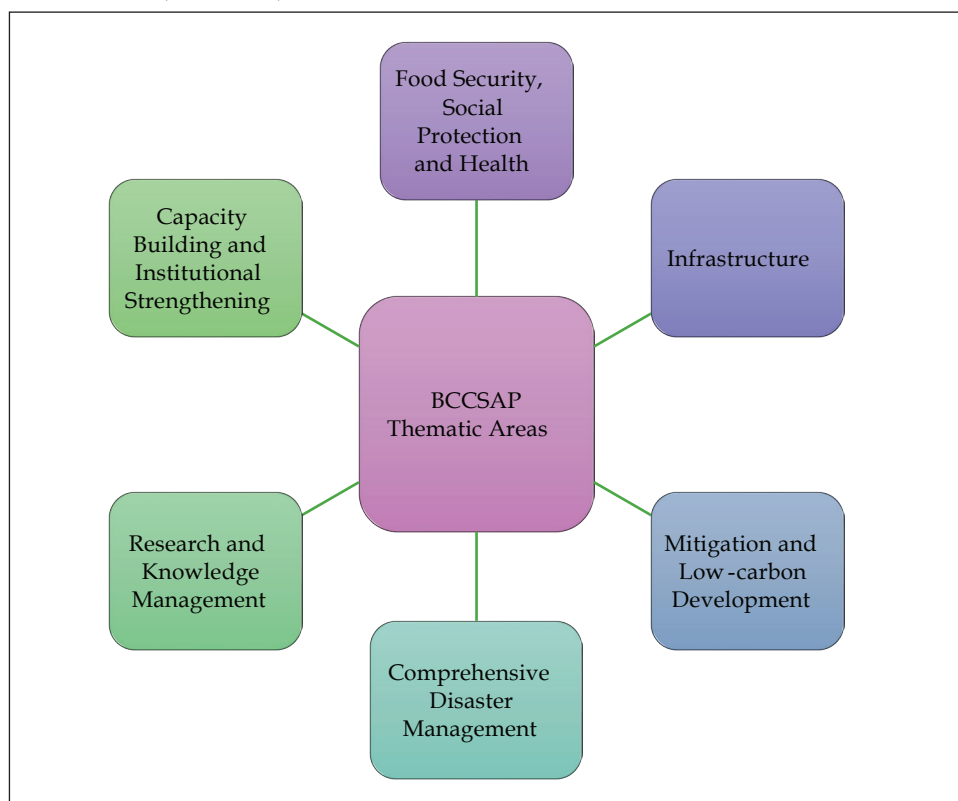 Food Security,
Social
Protection
and Health
Capacity
Building and
Institutional
Strengthening
Infrastructure
BCCSAP
Thematic Areas
Research and
Knowledge
Management
Mitigation and
Low-carbon
Development
Comprehensive
Disaster
Management